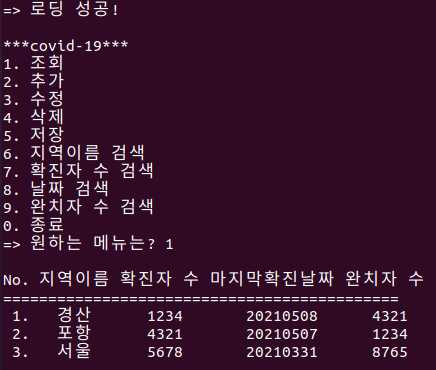 => 로딩 성공!
***covid-19***
1. 조회
2. 추가
3. 수정
4. 삭제
5. 저장
6. 지역이름 검색
7. 확진자 수 검색
8. 날짜 검색
9. 완치자 수 검색
0. 종료
=> 원하는 메뉴는? 1
No. 지역이름 확진자 수 마지막확진날짜 완치자 수
============================================
1. 경산 1234 20210508 4321
2. 포항 4321 20210507 1234
3. 서울 5678 20210331 8765